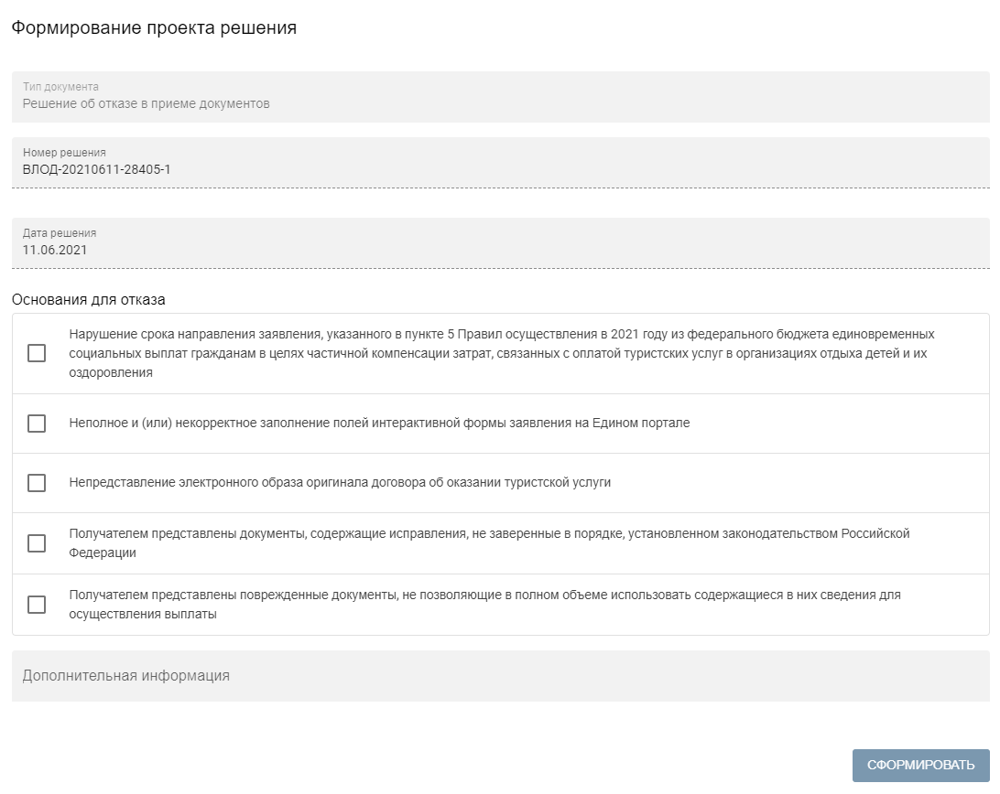 Формирование проекта решения
Тип документа
Решение об отказе в приеме документов
Номер решения
ВЛОД-20210611-28405-1
Дата решения
11.06.2021
Основания для отказа
Нарушение срока направления заявления, указанного в пункте 5 Правил осуществления в 2021 году из федерального бюджета единовременных
социальных выплат гражданам в целях частичной компенсации затрат, связанных с оплатой туристских услуг в организациях отдыха детей и их
оздоровления
Неполное и (или) некорректное заполнение полей интерактивной формы заявления на Едином портале
Непредставление электронного образа оригинала договора об оказании туристской услуги
Получателем представлены документы, содержащие исправления, не заверенные в порядке, установленном законодательством Российской
Федерации
Получателем представлены поврежденные документы, не позволяющие в полном объеме использовать содержащиеся в них сведения для
осуществления выплаты
Дополнительная информация
СФОРМИРОВАТЬ